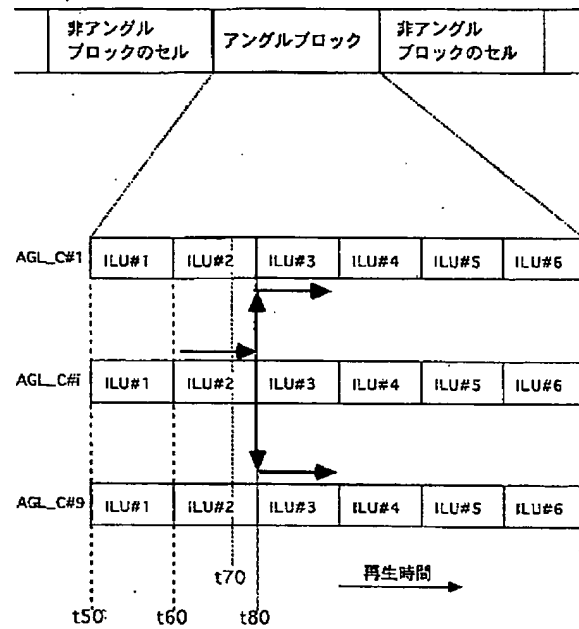 非アングル
ブロックのセル
アングルブロック
非アングル
ブロックのセル
AGL_C#1 ILU#1 ILU#2 ILU#3 ILU#4 ILU#5 ILU#6
AGL_C#i ILU#1 ILU#2 ILU#3 ILU#4 ILU#5 ILU#6
AGL_C#9 ILU#1 ILU#2 ILU#3 ILU#4 ILU#5 ILU#6
t70
再生時間
t50 t60 t80